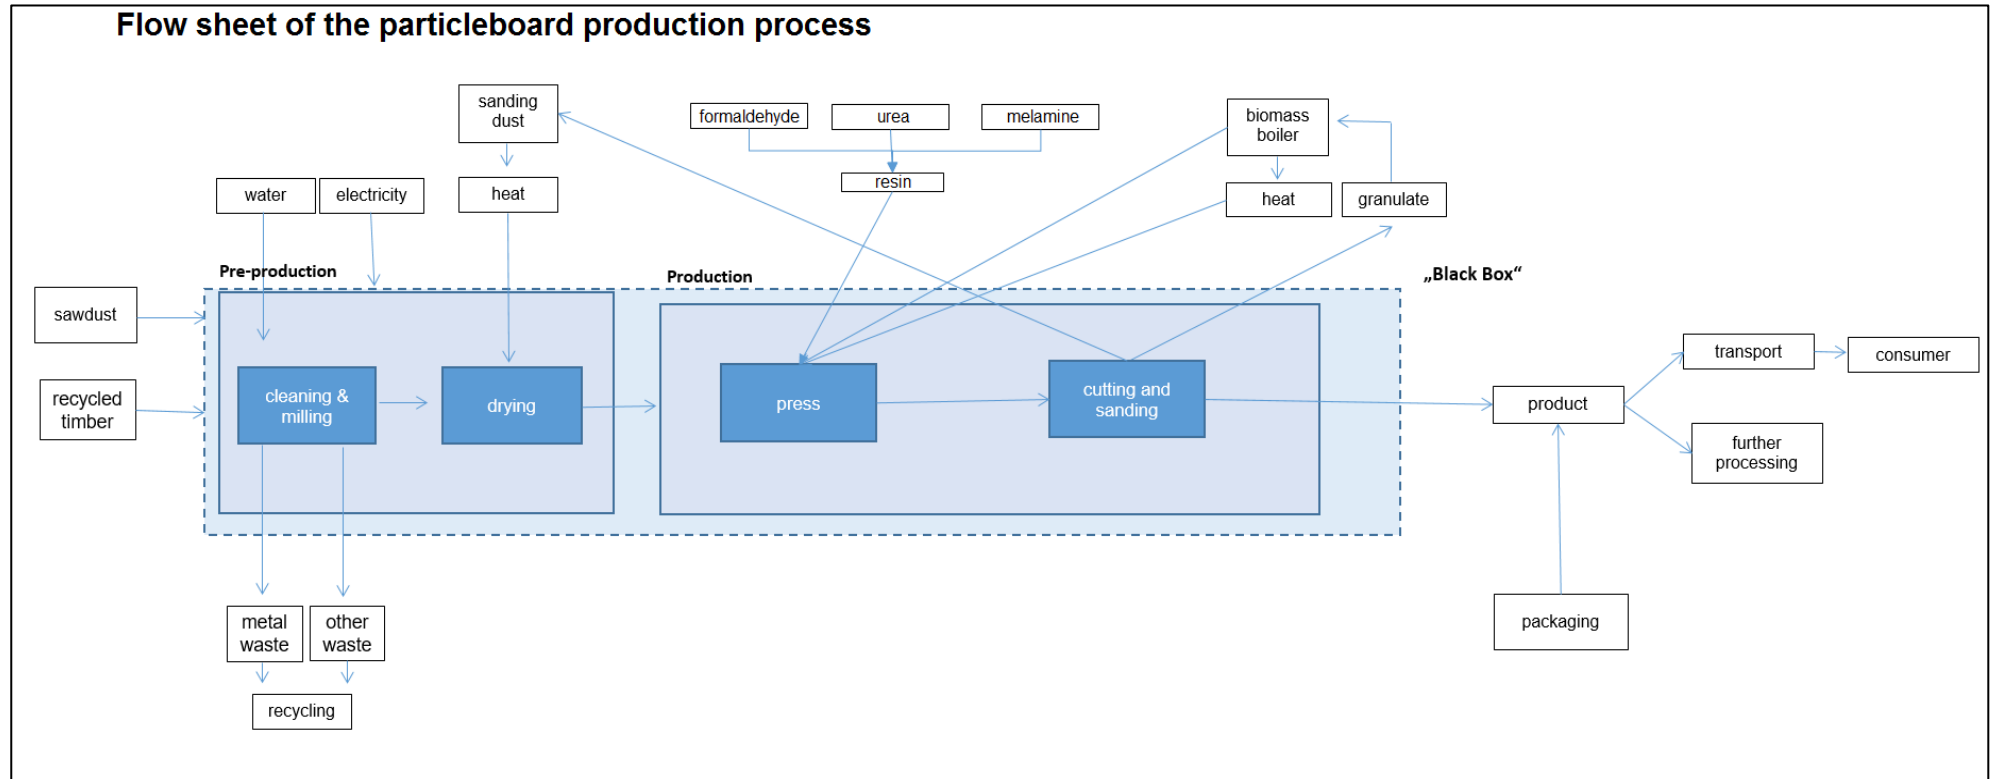 Flow sheet of the particleboard production process
sanding
dust
formaldehyde
urea
melamine
biomass
boiler
resin
water
electricity
heat
heat
granulate
Pre-production
Production
„Black Box“
sawdust
recycled
timber
cleaning &
milling
drying
press
cutting and
sanding
product
transport
consumer
further
processing
metal
waste
other
waste
packaging
recycling